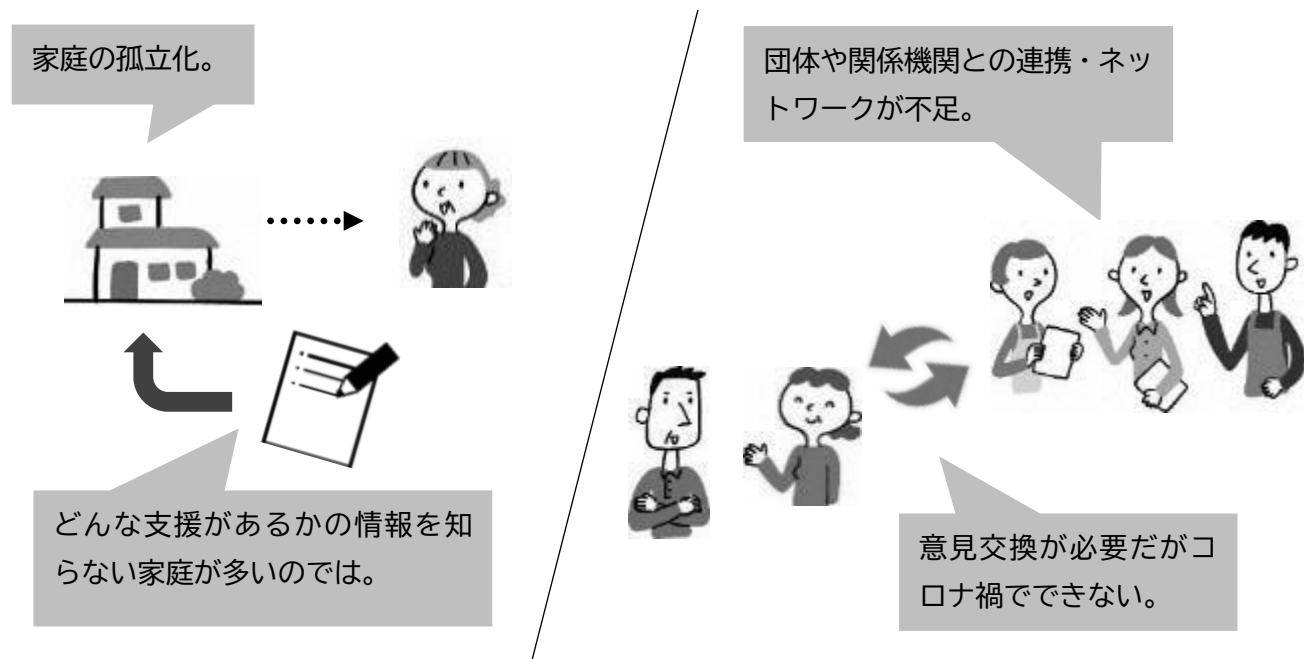 家庭の孤立化。
どんな支援があるかの情報を知
らない家庭が多いのでは。
団体や関係機関との連携・ネッ
トワークが不足。
意見交換が必要だがコ
ロナ禍でできない。